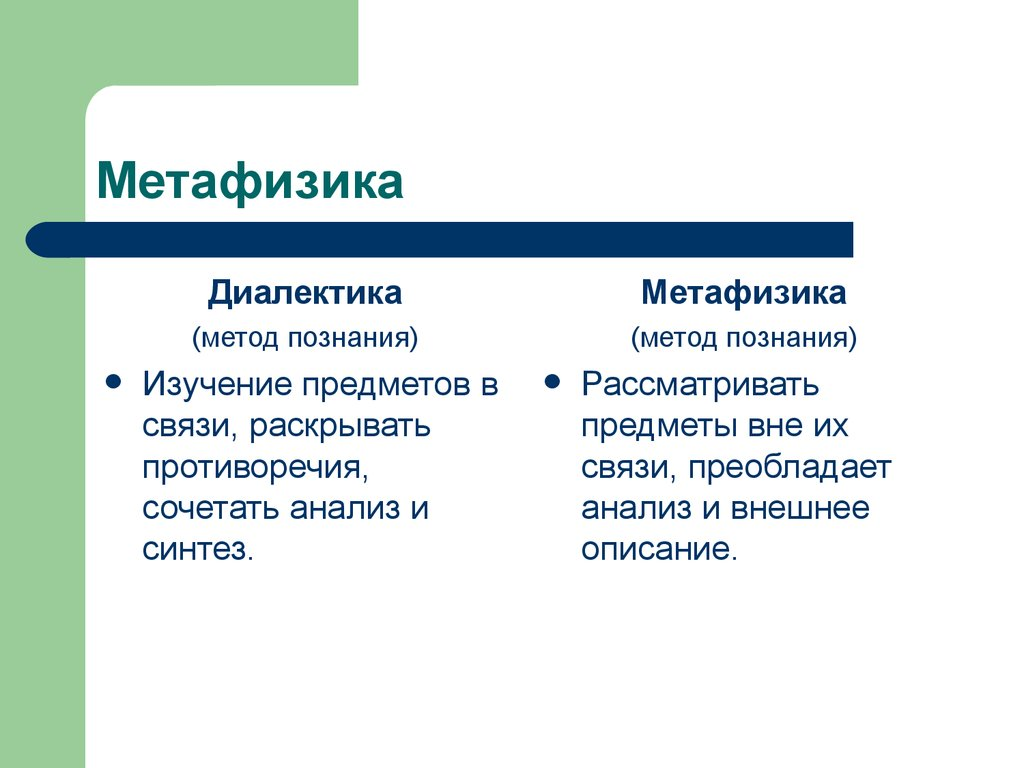 Метафизика
Диалектика
(метод познания)
Изучение предметов в
связи, раскрывать
противоречия,
сочетать анализ и
синтез.
Метафизика
(метод познания)
Рассматривать
предметы вне их
связи, преобладает
анализ и внешнее
описание.